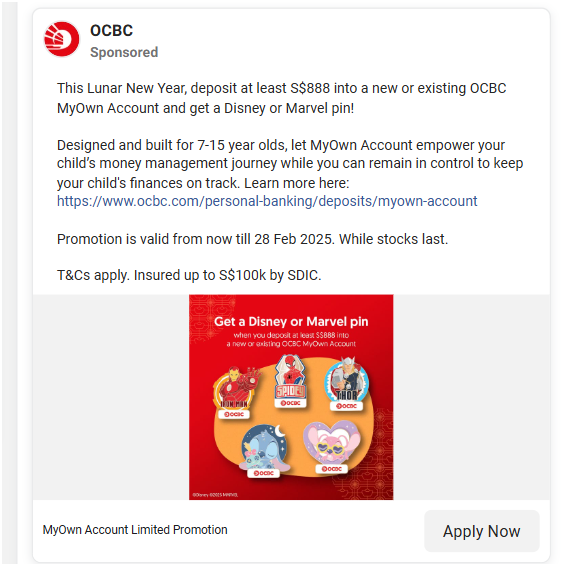 OCBC
Sponsored
This Lunar New Year, deposit at least S$888 into a new or existing OCBC
MyOwn Account and get a Disney or Marvel pin!
Designed and built for 7-15 year olds, let MyOwn Account empower your
child’s money management journey while you can remain in control to keep
your child's finances on track. Learn more here:
https://www.ocbc.com/personal-banking/deposits/myown-account
Promotion is valid from now till 28 Feb 2025. While stocks last.
T&Cs apply. Insured up to S$100k by SDIC.
Get a Disney or Marvel pin
when you deposit at least S$888 into
a new or existing OCBC MyOwn Account
IRON MAN
OCBC
SPIDEY
OCBC
THOR
OCBC
OCBC
OCBC
©Disney ©2025 MARVEL
MyOwn Account Limited Promotion
Apply Now